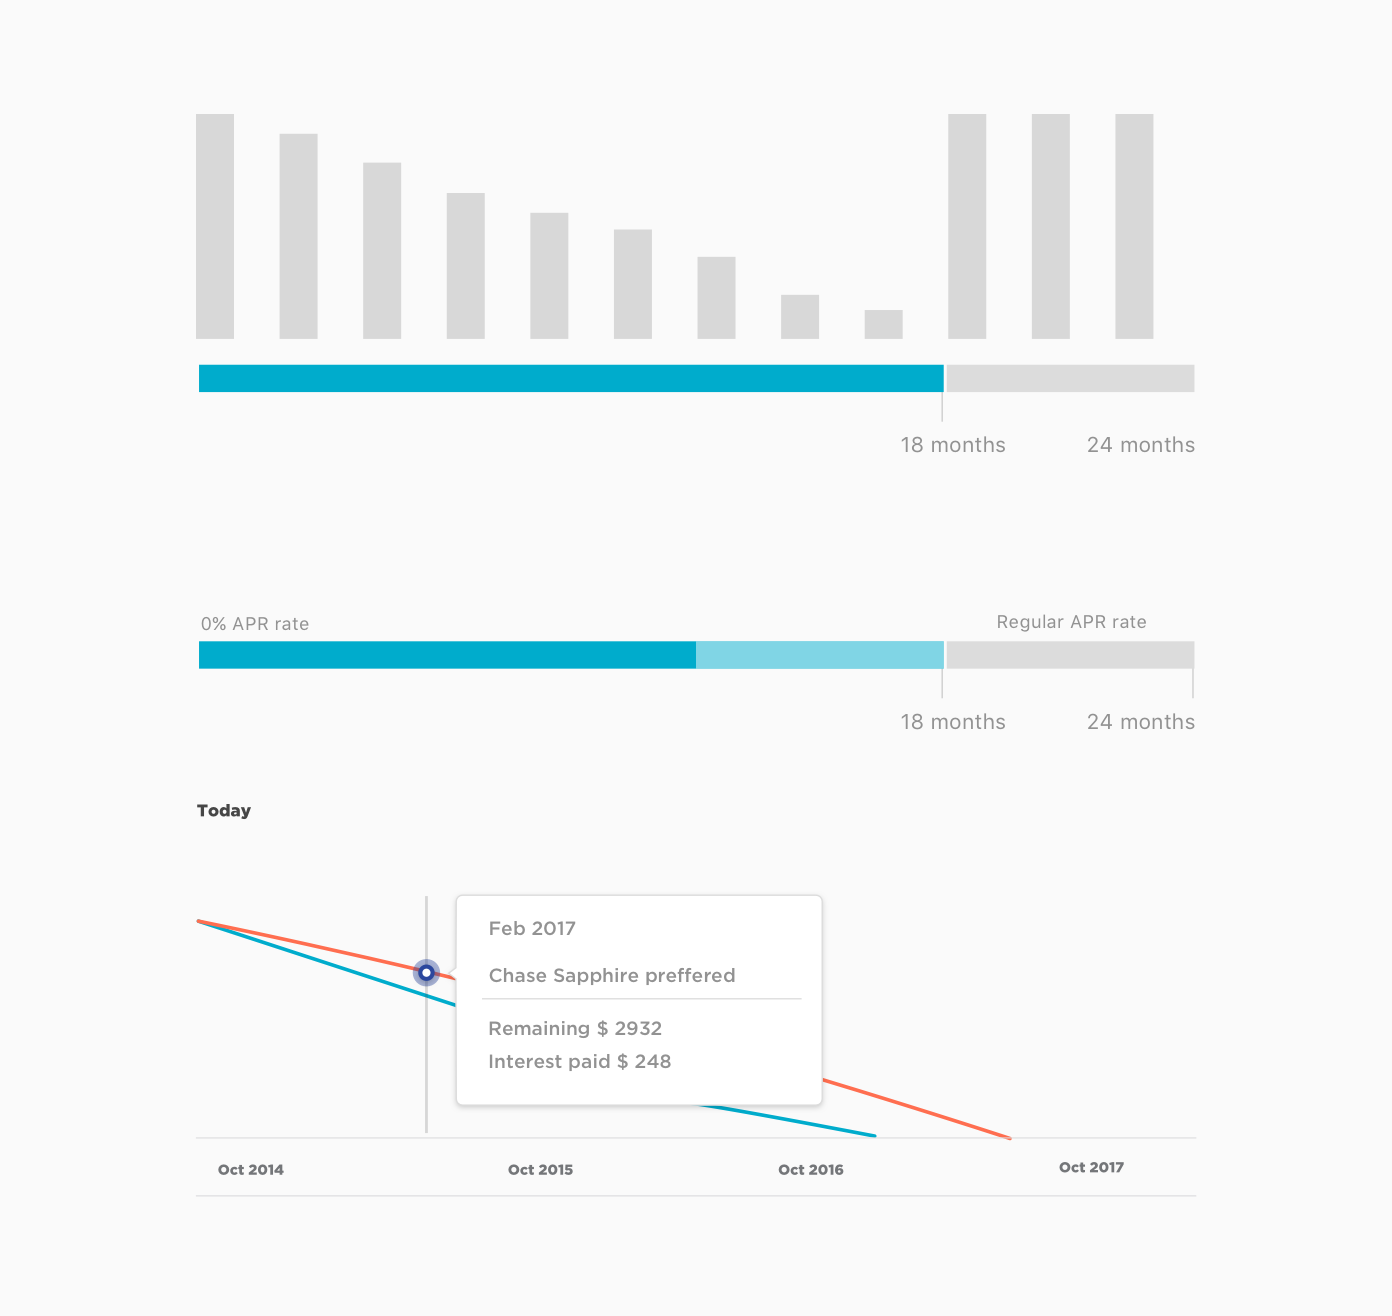 18 months
24 months
0% APR rate
Regular APR rate
18 months
24 months
Today
Feb 2017
Chase Sapphire preffered
Remaining $ 2932
Interest paid $ 248
Oct 2014
Oct 2015
Oct 2016
Oct 2017